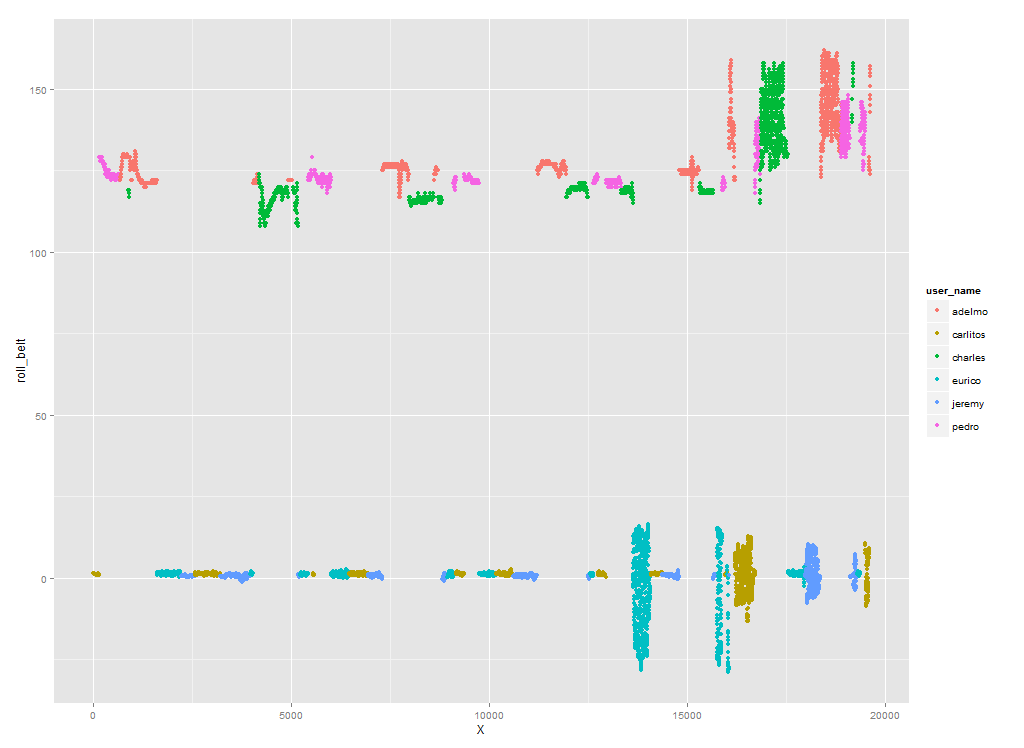 150
100
50
0
roll_belt
0 5000 10000 15000 20000
X
user_name
adelmo
carlitos
charles
eurico
jeremy
pedro